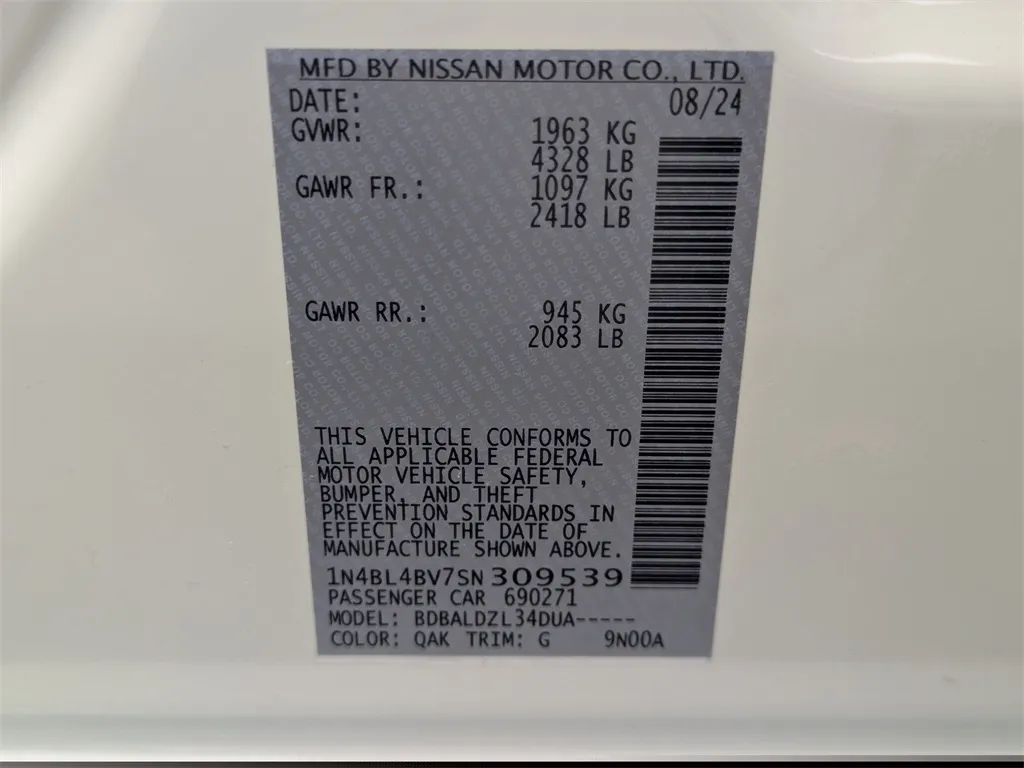 MFD BY NISSAN MOTOR CO., LTD.
DATE: 08/24
GVWR: 1963 KG
4328 LB
GAWR FR.: 1097 KG
2418 LB
GAWR RR.: 945 KG
2083 LB
THIS VEHICLE CONFORMS TO
ALL APPLICABLE FEDERAL
MOTOR VEHICLE SAFETY,
BUMPER, AND THEFT
PREVENTION STANDARDS IN
EFFECT ON THE DATE OF
MANUFACTURE SHOWN ABOVE.
1N4BL4BV7SN309539
PASSENGER CAR 690271
MODEL: BDBALDZL34DUA-----
COLOR: QAK TRIM: G 9N00A